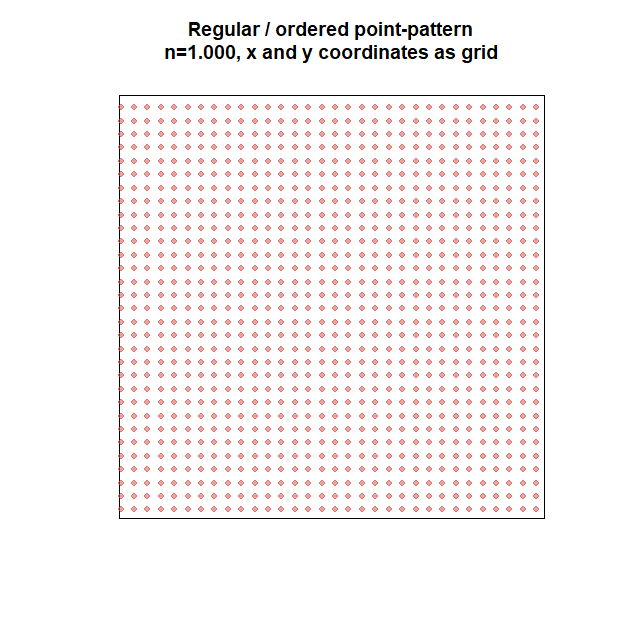 Regular / ordered point-pattern
n=1.000, x and y coordinates as grid